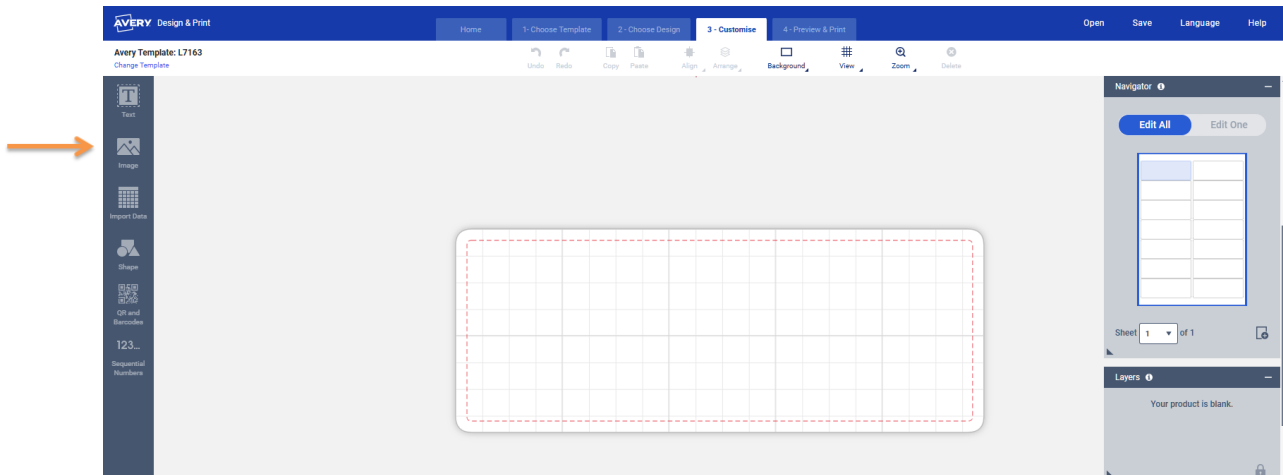 AVERY Design & Print
Home
1- Choose Template
2 - Choose Design
3 - Customise
4 - Preview & Print
Open
Save
Language
Help
Avery Template: L7163
Change Template
Undo
Redo
Copy
Paste
Align
Arrange
Background
View
Zoom
Delete
T
Text
Image
Import Data
Shape
QR and
Barcodes
123...
Sequential
Numbers
Navigator
Edit All
Edit One
Sheet 1 of 1
Layers
Your product is blank.